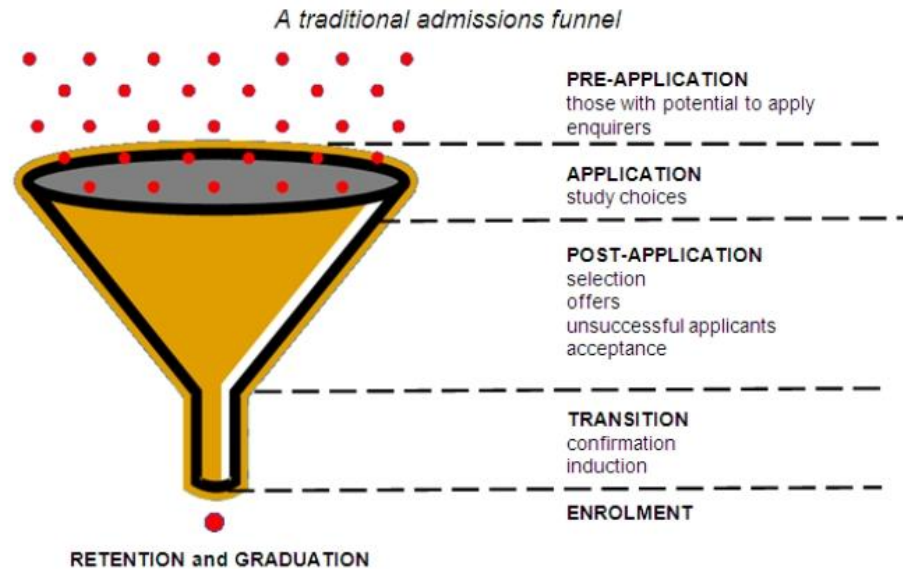 A traditional admissions funnel
PRE-APPLICATION
those with potential to apply
enquirers
APPLICATION
study choices
POST-APPLICATION
selection
offers
unsuccessful applicants
acceptance
TRANSITION
confirmation
induction
ENROLMENT
RETENTION and GRADUATION